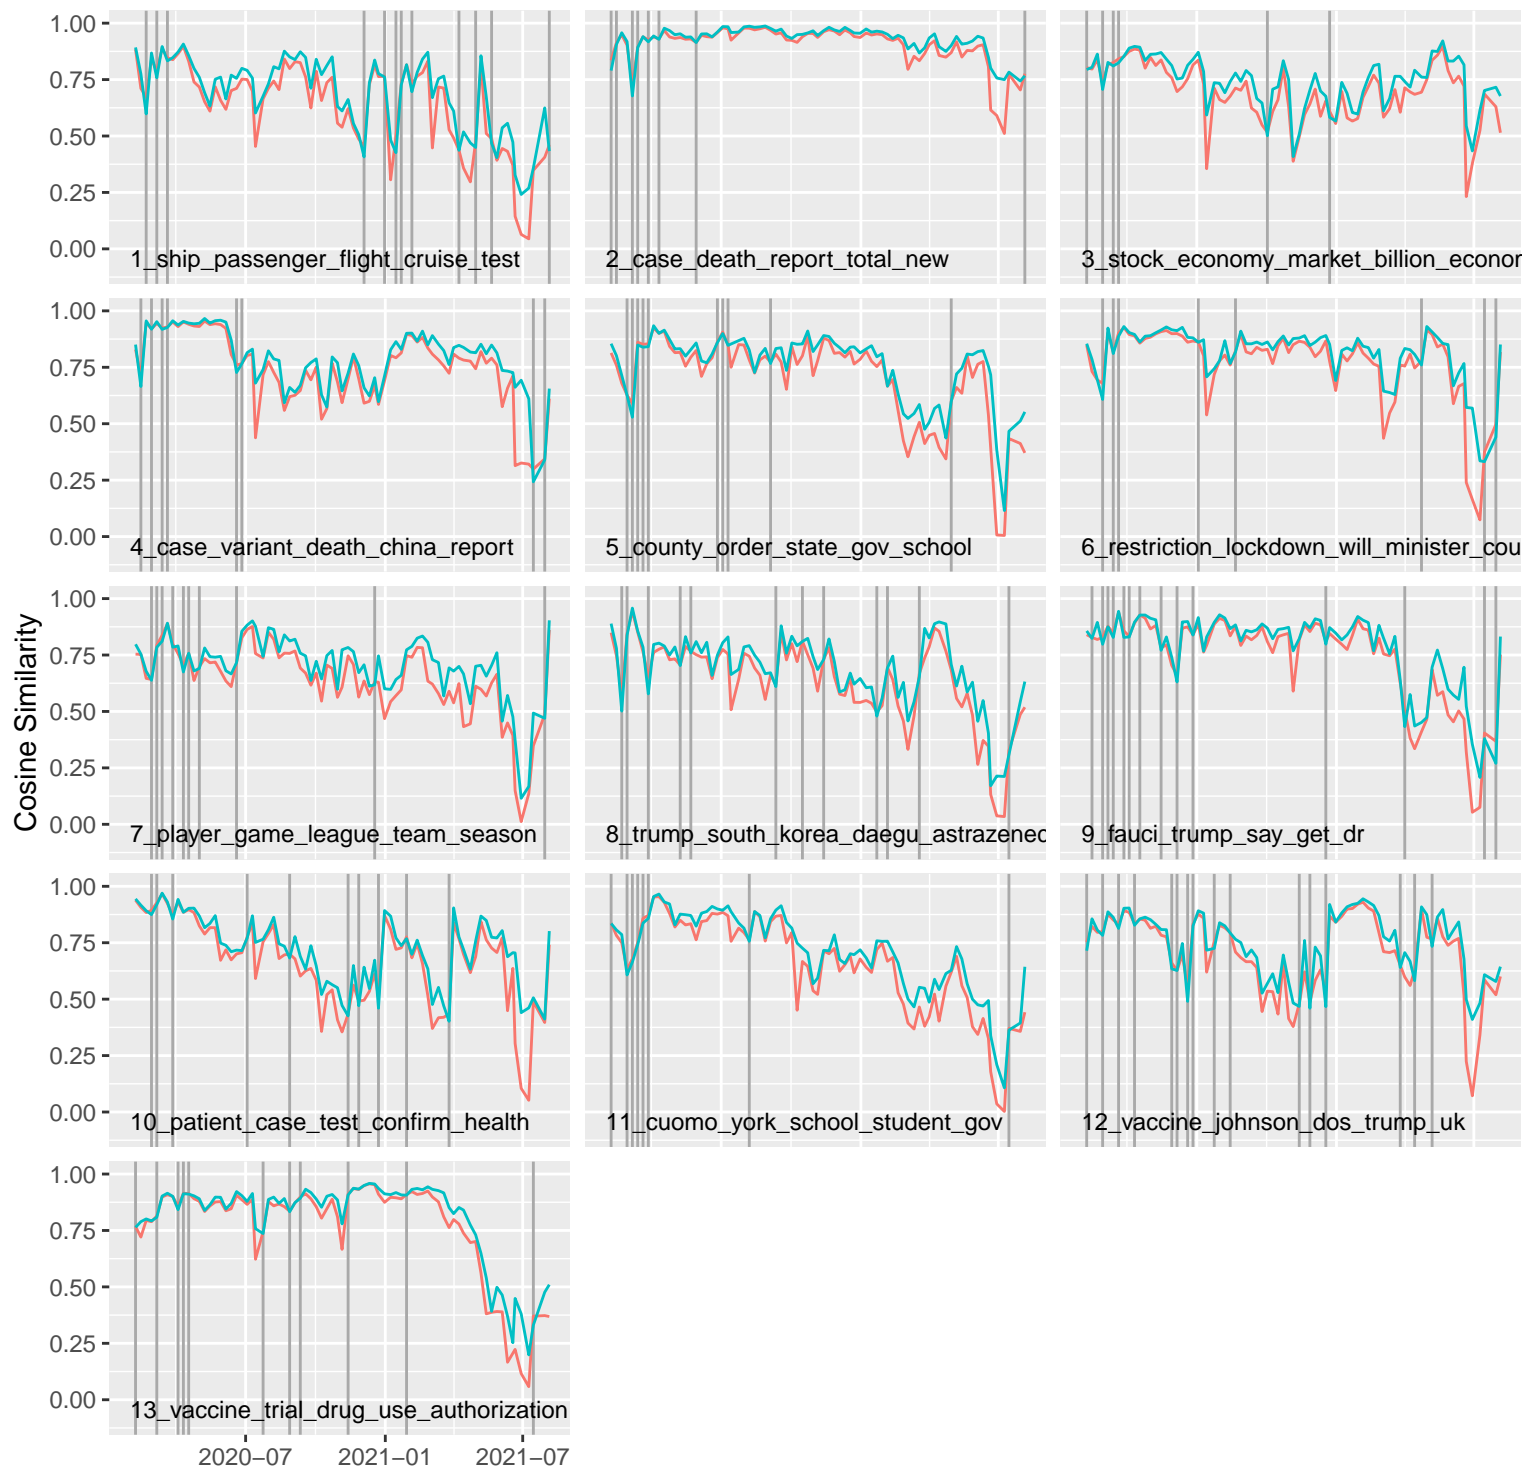 Cosine Similarity
1.00
0.75
0.50
0.25
0.00
1_ship_passenger_flight_cruise_test
2_case_death_report_total_new
3_stock_economy_market_billion_econor
1.00
0.75
0.50
0.25
0.00
4_case_variant_death_china_report
5_county_order_state_gov_school
6_restriction_lockdown_will_minister_cou
1.00
0.75
0.50
0.25
0.00
7_player_game_league_team_season
8_trump_south_korea_daegu_astrazenec
9_fauci_trump_say_get_dr
1.00
0.75
0.50
0.25
0.00
10_patient_case_test_confirm_health
11_cuomo_york_school_student_gov
12_vaccine_johnson_dos_trump_uk
1.00
0.75
0.50
0.25
0.00
13_vaccine_trial_drug_use_authorization
2020−07 2021−01 2021−07